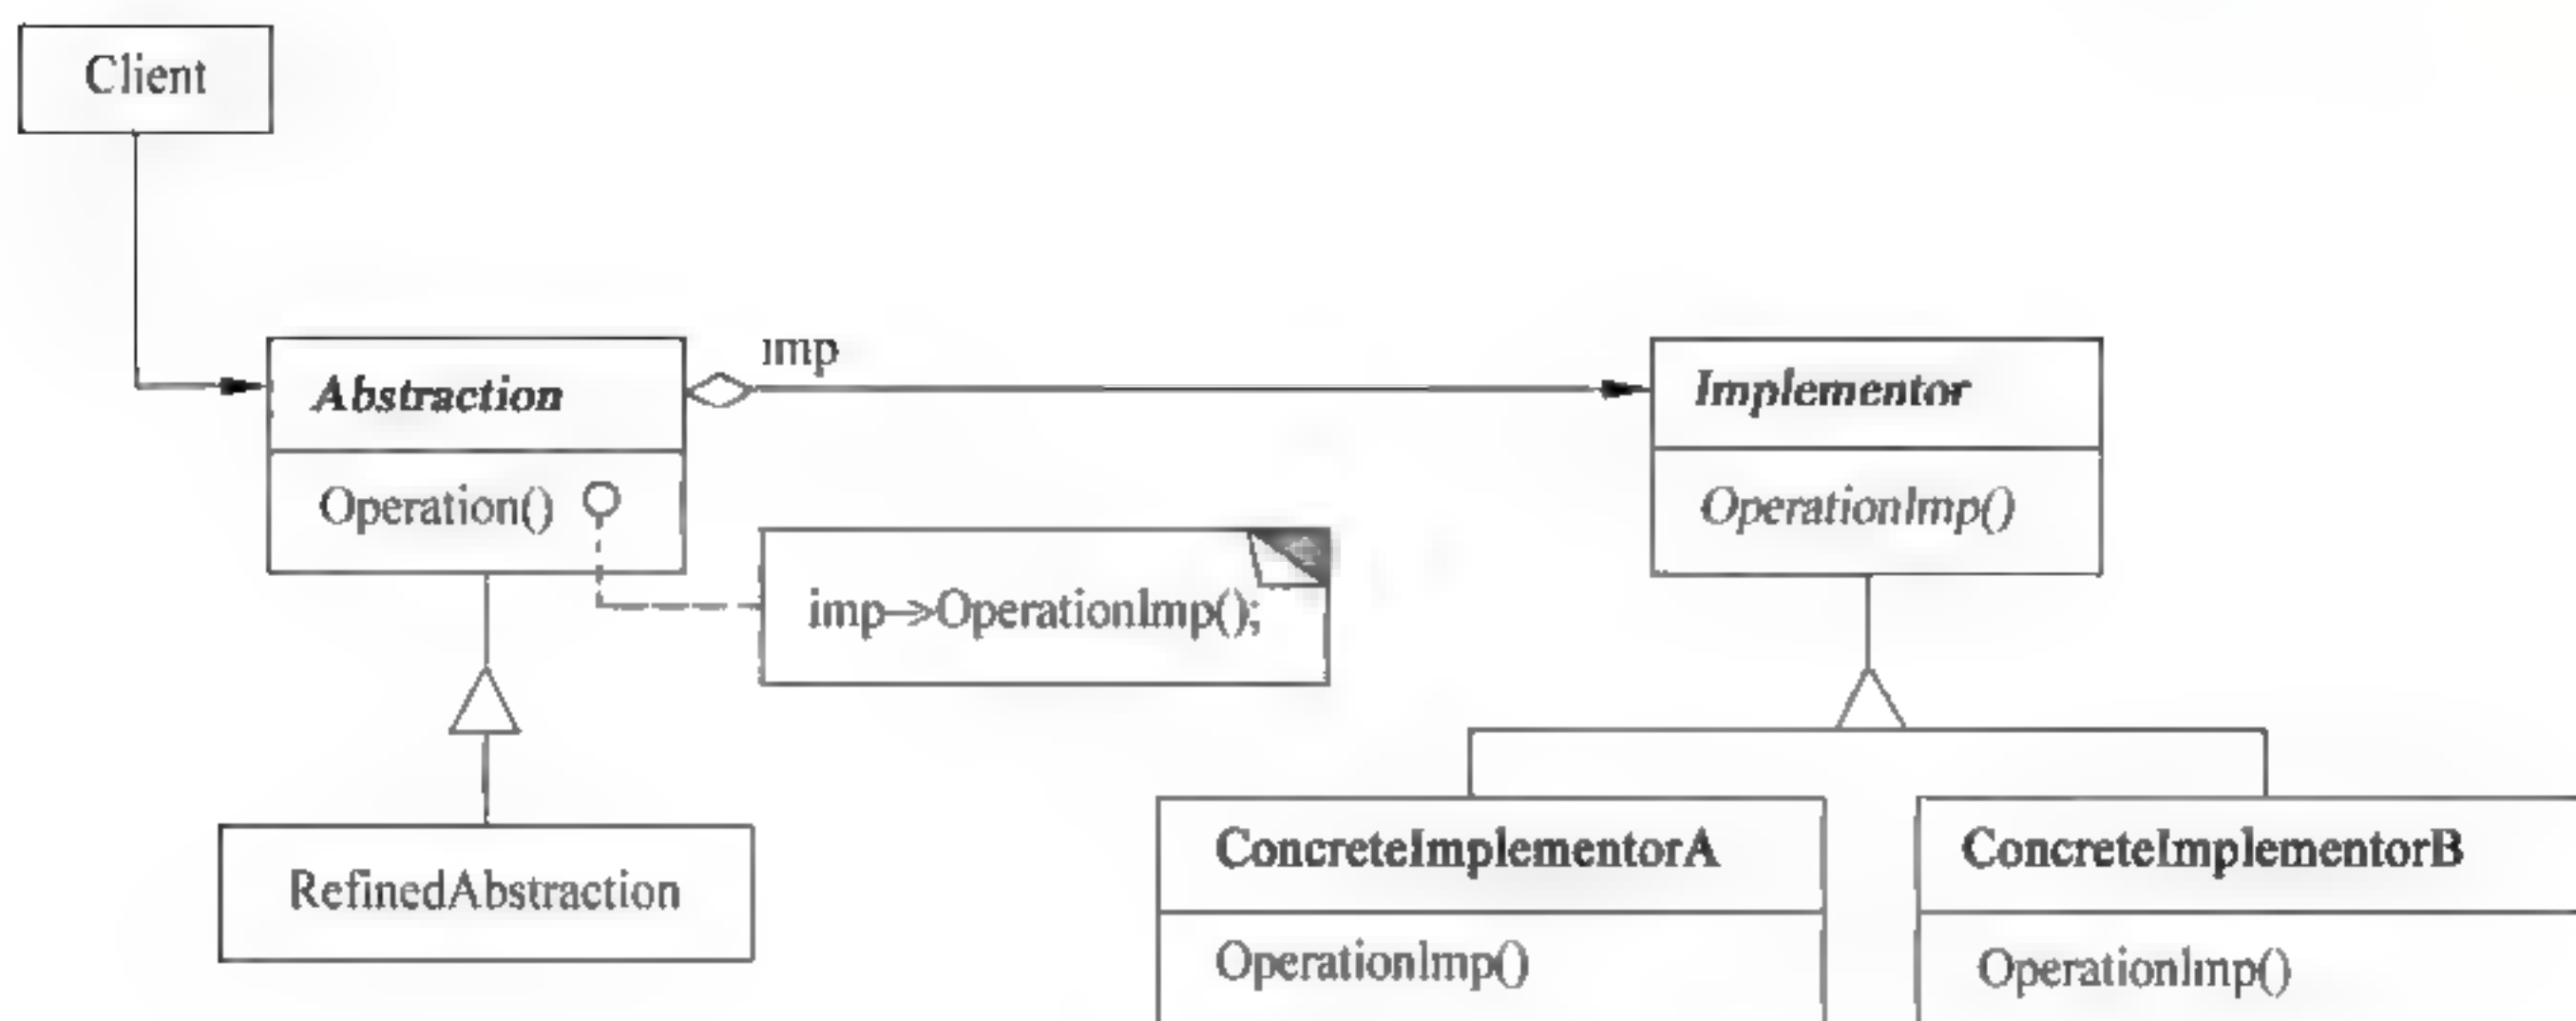 Client
imp
Abstraction
Implementor
Operation()
OperationImp()
imp->OperationImp();
RefinedAbstraction
ConcreteImplementorA
ConcreteImplementorB
OperationImp()
OperationImp()